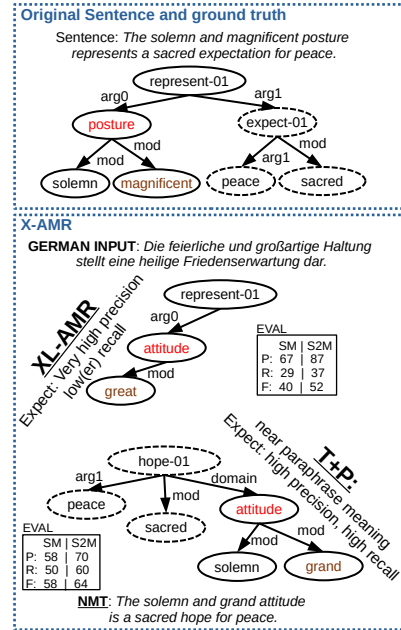 Original Sentence and ground truth
Sentence: The solemn and magnificent posture
represents a sacred expectation for peace.
represent-01
arg0
arg1
posture
expect-01
mod
mod
arg1
mod
solemn
magnificent
peace
sacred
X-AMR
GERMAN INPUT: Die feierliche und großartige Haltung
stellt eine heilige Friedenserwartung dar.
represent-01
arg0
attitude
mod
great
XL-AMR
Expect: Very high precision
low(er) recall
EVAL
SM | S2M
P: 67 | 87
R: 29 | 37
F: 40 | 52
hope-01
arg1
mod
domain
peace
sacred
attitude
mod
mod
solemn
grand
T+P:
near paraphrase meaning
Expect: high precision, high recall
EVAL
SM | S2M
P: 58 | 70
R: 50 | 60
F: 58 | 64
NMT: The solemn and grand attitude
is a sacred hope for peace.